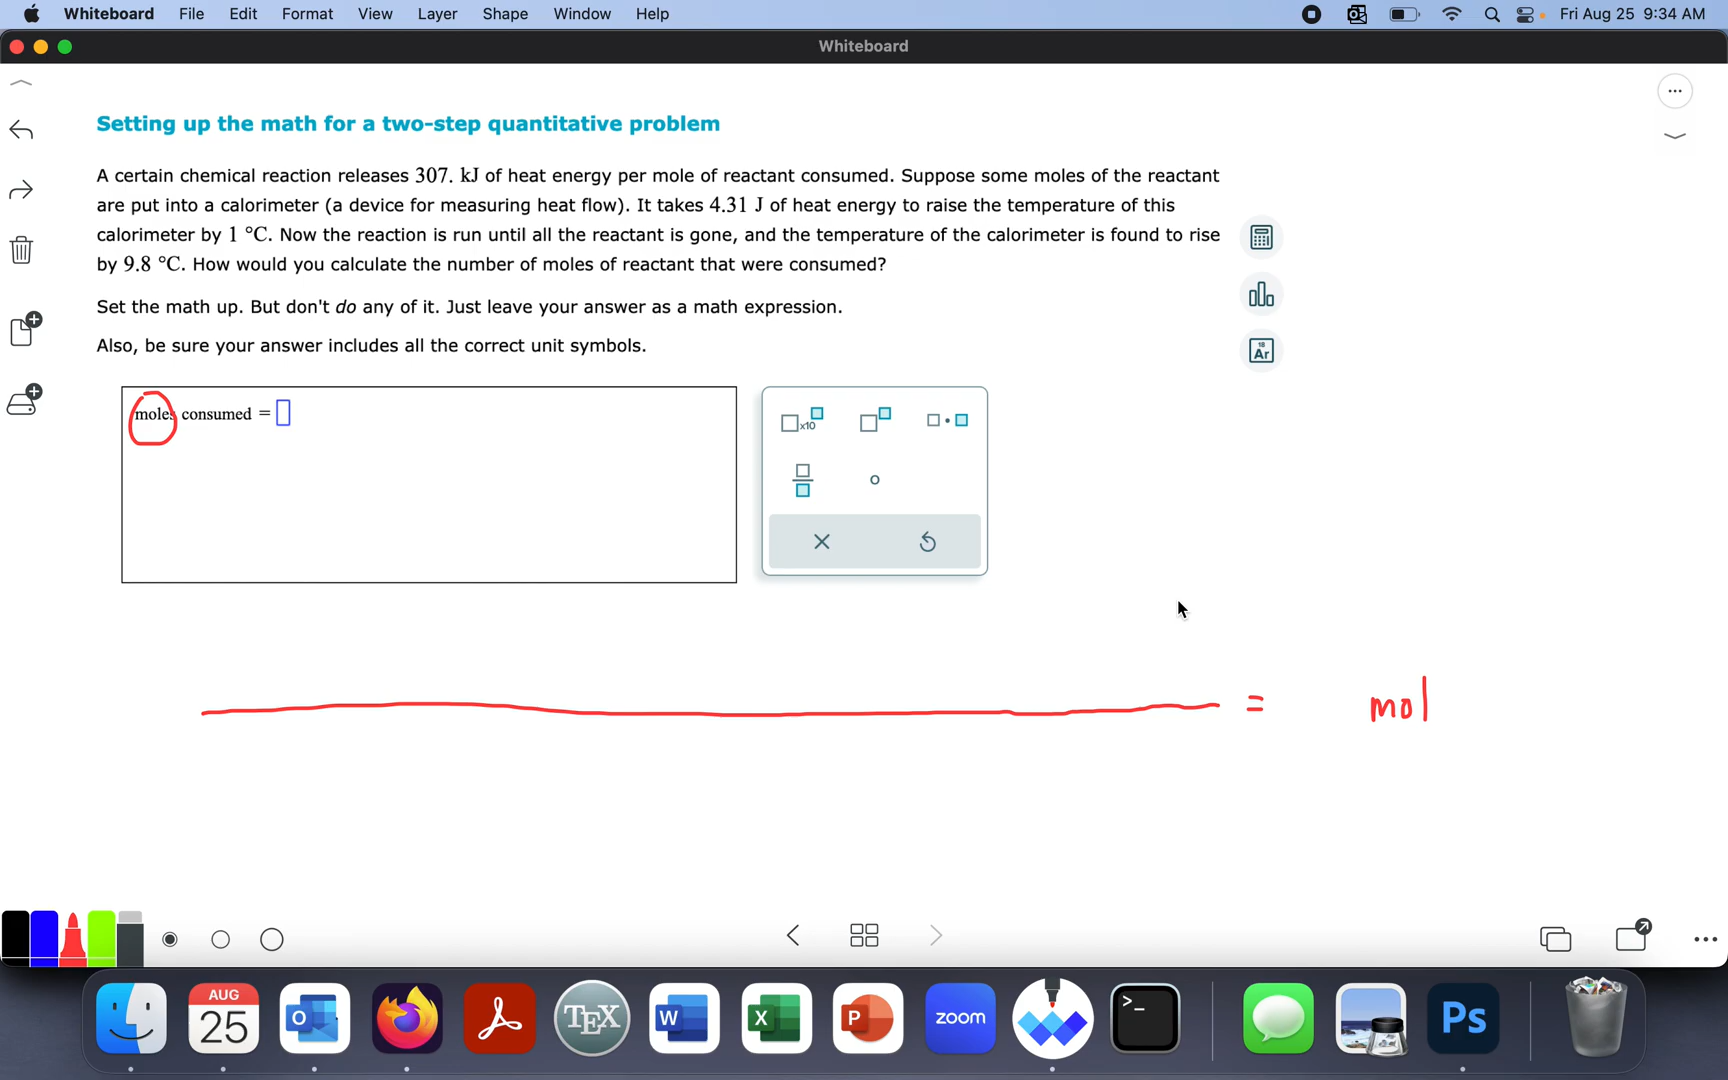 Whiteboard File Edit Format View Layer Shape Window Help Fri Aug 25 9:34 AM
Whiteboard
Setting up the math for a two-step quantitative problem
A certain chemical reaction releases 307. kJ of heat energy per mole of reactant consumed. Suppose some moles of the reactant
are put into a calorimeter (a device for measuring heat flow). It takes 4.31 J of heat energy to raise the temperature of this
calorimeter by 1 °C. Now the reaction is run until all the reactant is gone, and the temperature of the calorimeter is found to rise
by 9.8 °C. How would you calculate the number of moles of reactant that were consumed?
Set the math up. But don't do any of it. Just leave your answer as a math expression.
Also, be sure your answer includes all the correct unit symbols.
18
Ar
moles consumed =
x10
= mol
AUG
25
O
TEX
W
X
P
zoom
>_
Ps